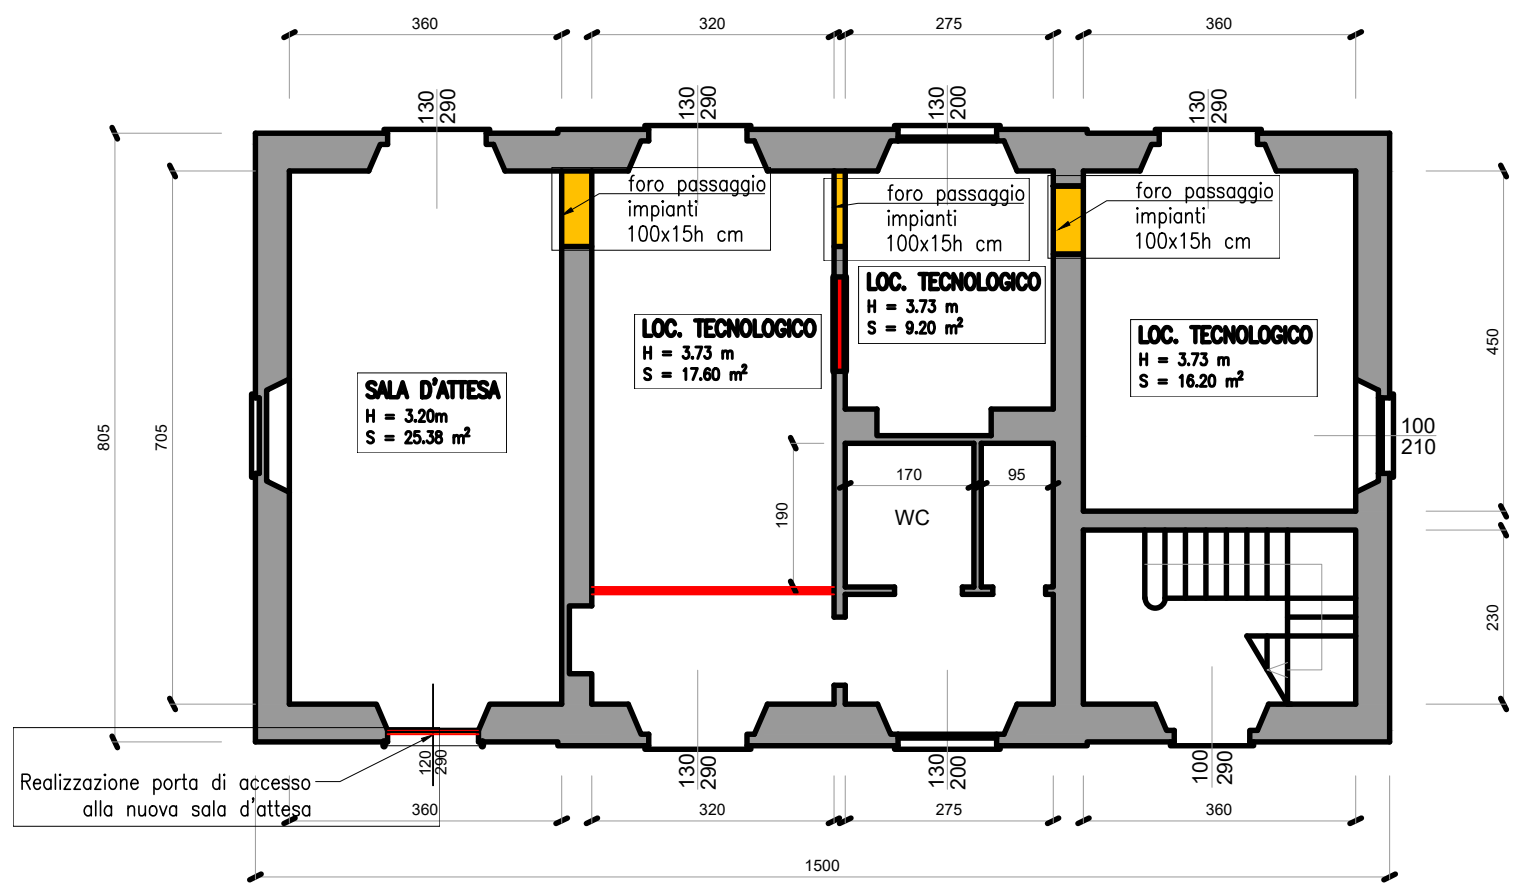 360
320
275
360
130
290
130
290
130
200
130
290
foro passaggio
impianti
100x15h cm
foro passaggio
impianti
100x15h cm
foro passaggio
impianti
100x15h cm
LOC. TECNOLOGICO
H = 3.73 m
S = 9.20 m²
LOC. TECNOLOGICO
H = 3.73 m
S = 17.60 m²
LOC. TECNOLOGICO
H = 3.73 m
S = 16.20 m²
SALA D'ATTESA
H = 3.20m
S = 25.38 m²
805
705
450
100
210
170
95
190
WC
230
120
290
130
290
130
200
100
290
Realizzazione porta di accesso
alla nuova sala d'attesa
360
320
275
360
1500